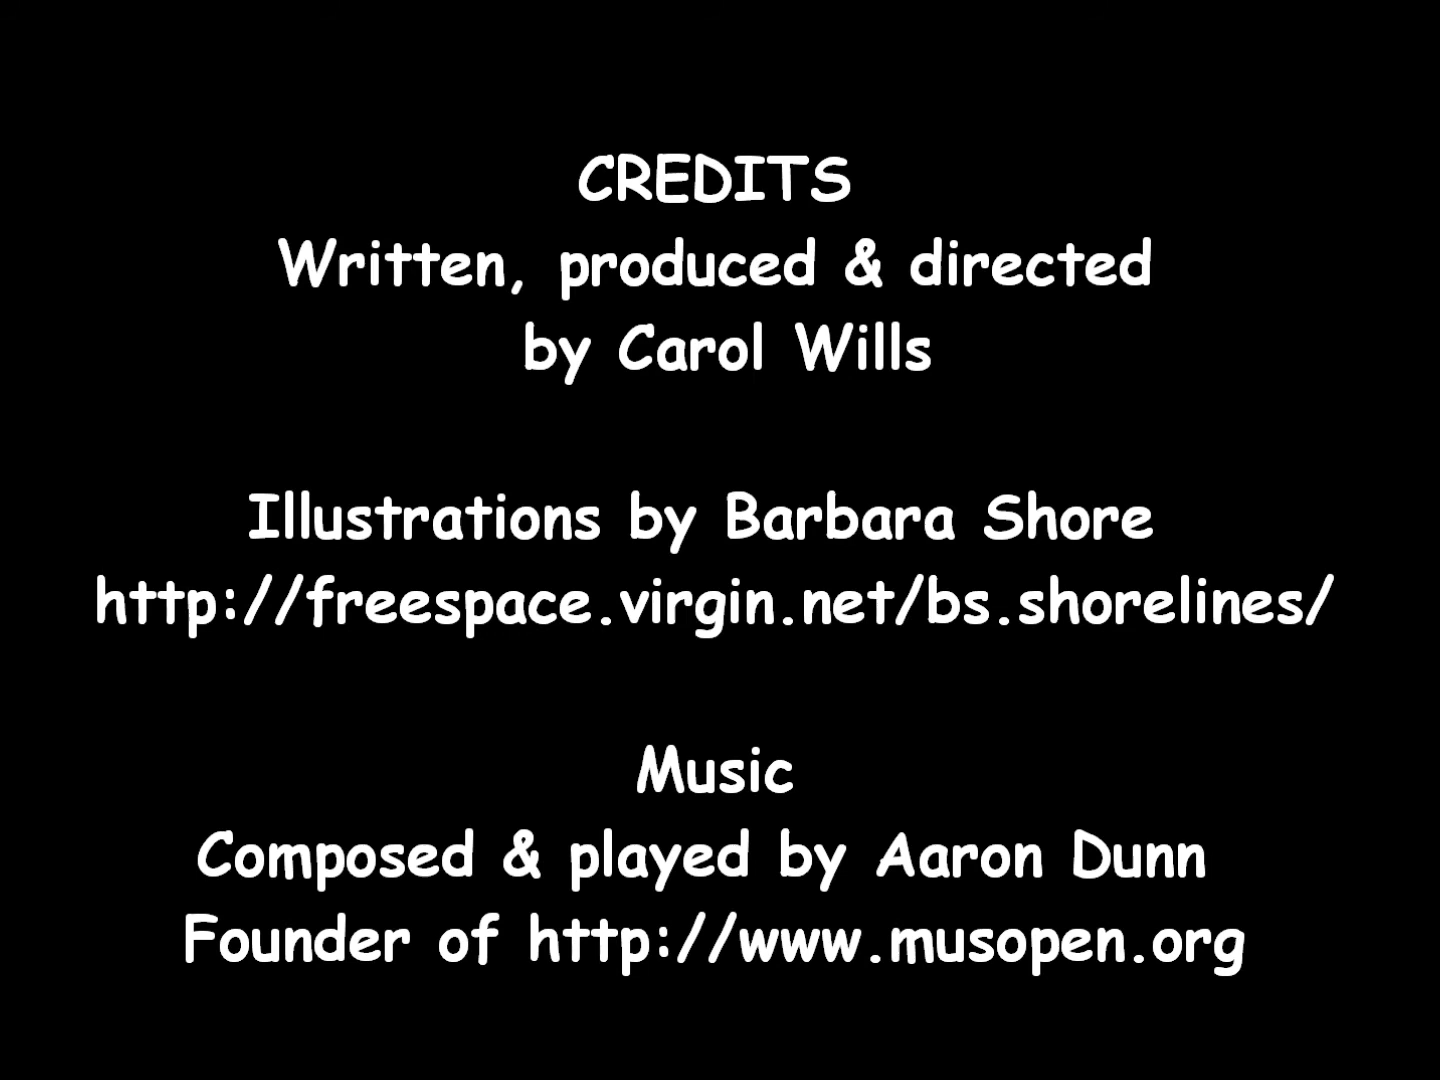 CREDITS
Written, produced & directed
by Carol Wills
Illustrations by Barbara Shore
http://freespace.virgin.net/bs.shorelines/
Music
Composed & played by Aaron Dunn
Founder of http://www.musopen.org